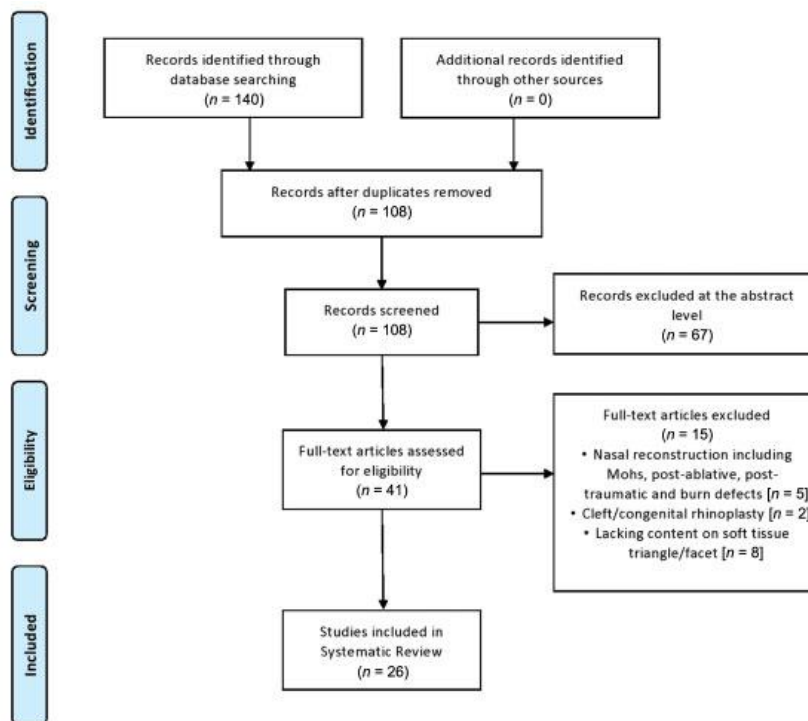 Identification
Records identified through
database searching
(n = 140)
Additional records identified
through other sources
(n = 0)
Records after duplicates removed
(n = 108)
Screening
Records screened
(n = 108)
Records excluded at the abstract
level
(n = 67)
Eligibility
Full-text articles assessed
for eligibility
(n = 41)
Full-text articles excluded
(n = 15)
• Nasal reconstruction including
Mohs, post-ablative, post-
traumatic and burn defects [n = 5]
• Cleft/congenital rhinoplasty [n = 2]
• Lacking content on soft tissue
triangle/facet [n = 8]
Included
Studies included in
Systematic Review
(n = 26)